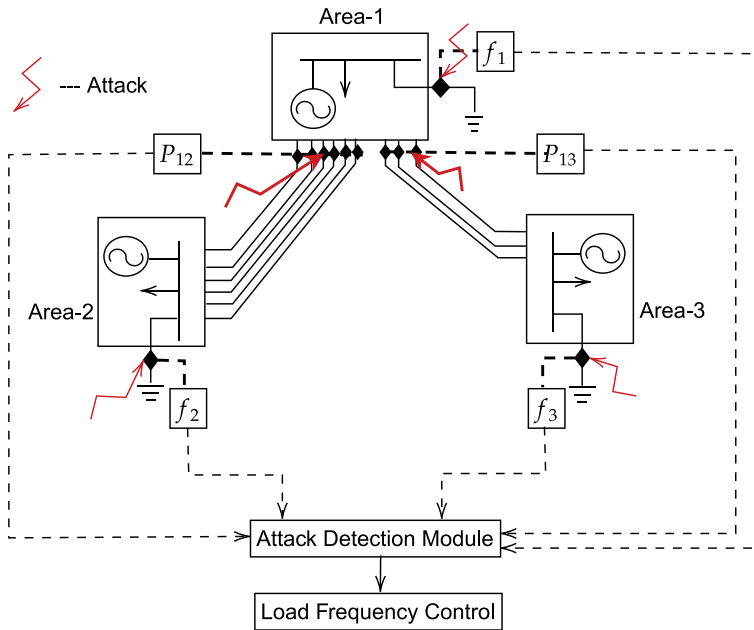 Area-1
f1
--- Attack
P12
P13
Area-2
Area-3
f2
f3
Attack Detection Module
Load Frequency Control